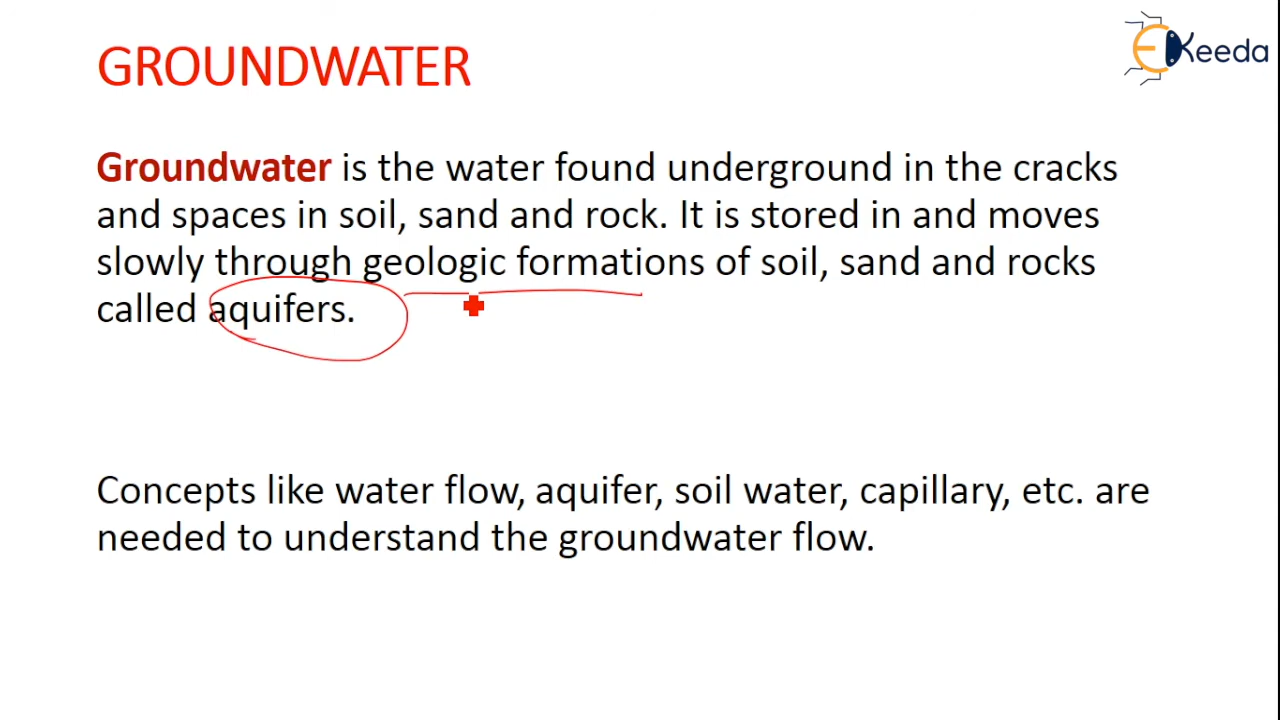 GROUNDWATER
EKeeda
Groundwater is the water found underground in the cracks
and spaces in soil, sand and rock. It is stored in and moves
slowly through geologic formations of soil, sand and rocks
called aquifers.
Concepts like water flow, aquifer, soil water, capillary, etc. are
needed to understand the groundwater flow.